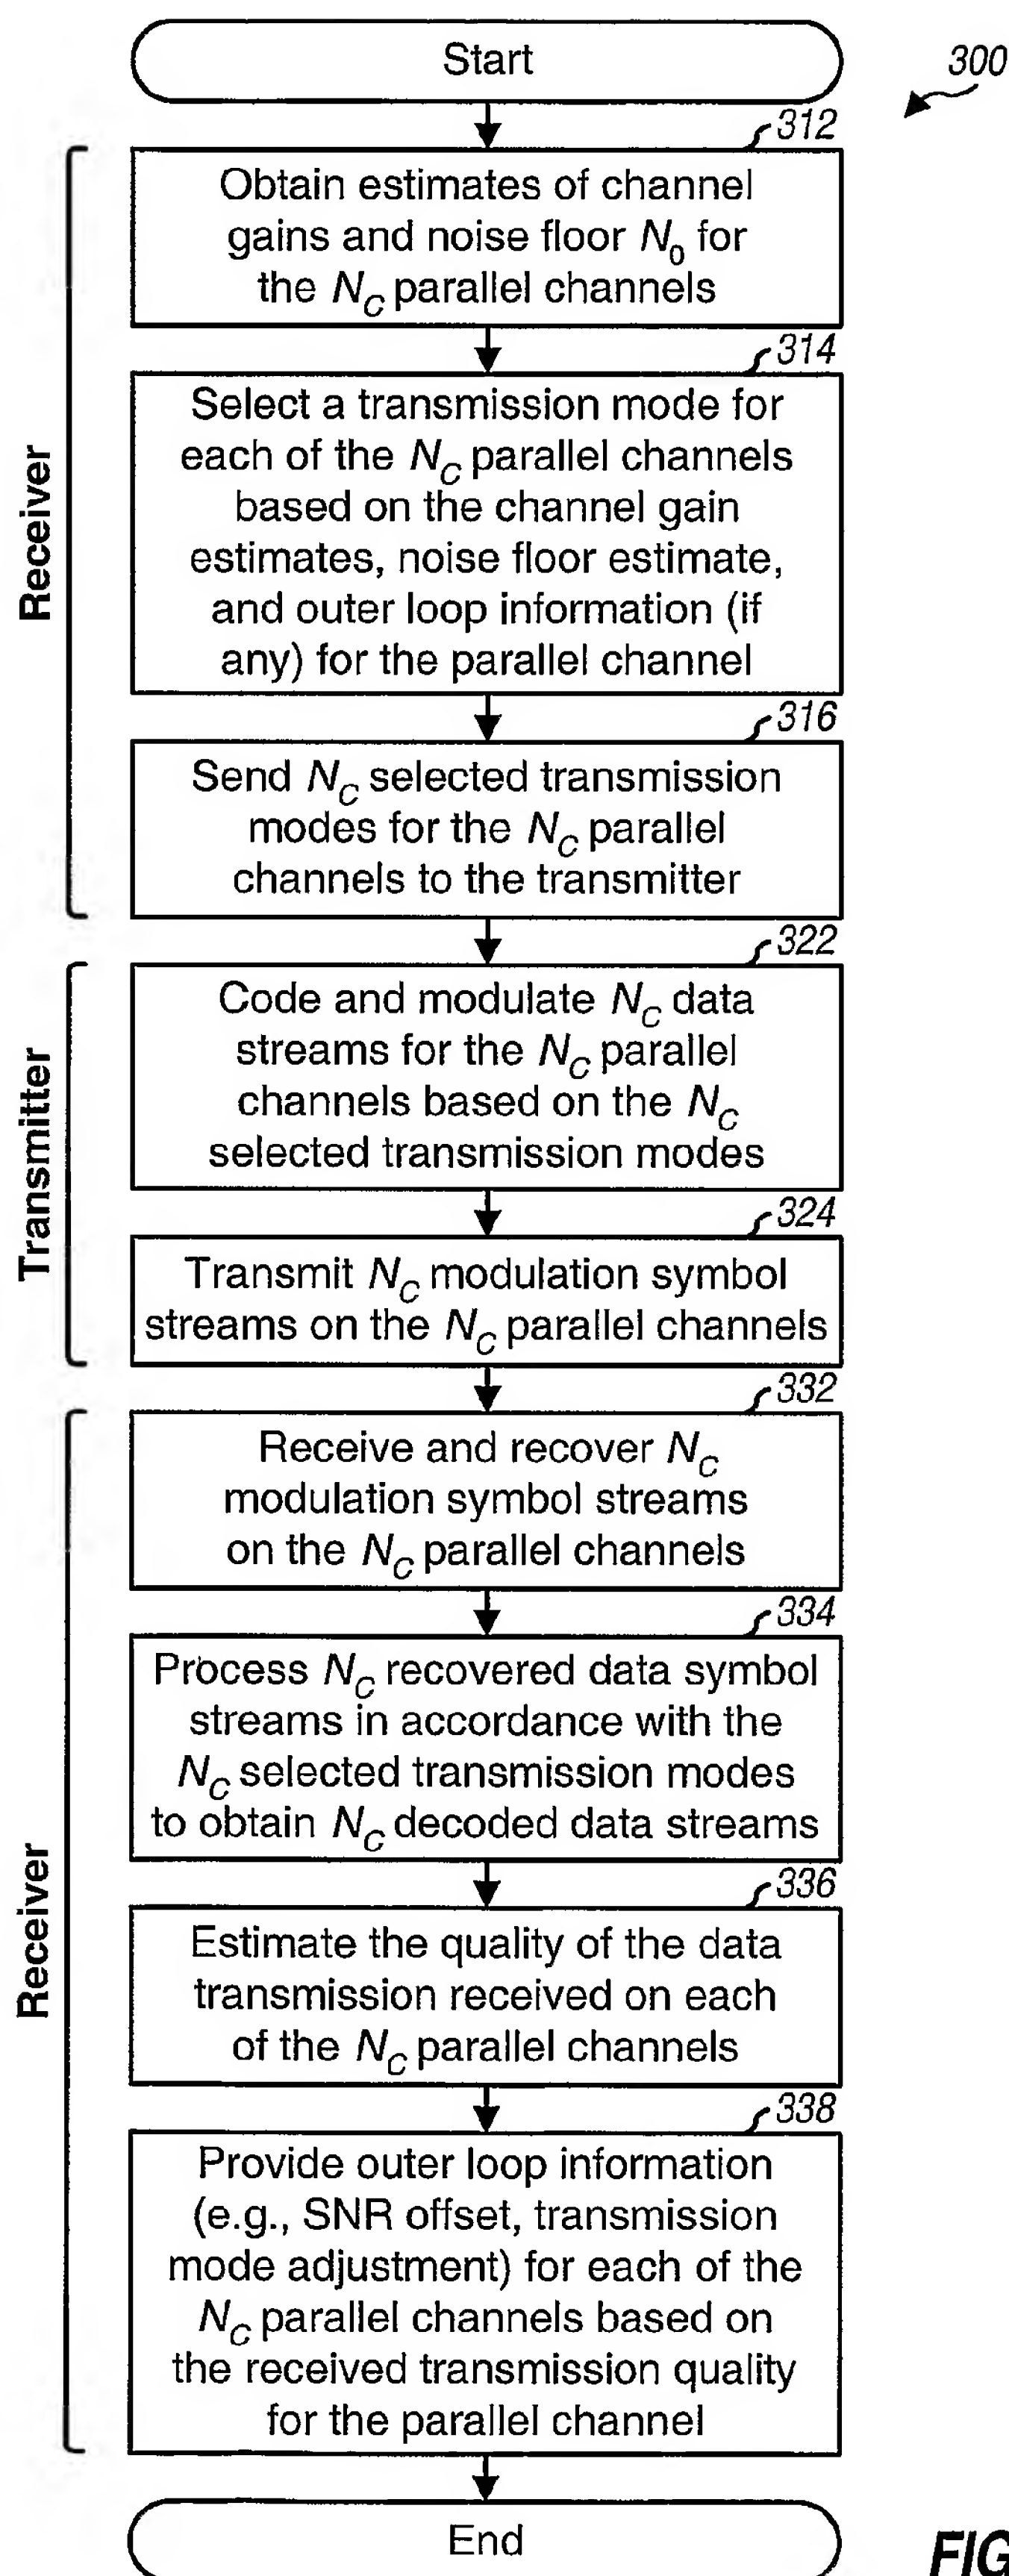 Start
300
312
Obtain estimates of channel
gains and noise floor N0 for
the NC parallel channels
314
Select a transmission mode for
each of the NC parallel channels
based on the channel gain
estimates, noise floor estimate,
and outer loop information (if
any) for the parallel channel
316
Send NC selected transmission
modes for the NC parallel
channels to the transmitter
Receiver
322
Code and modulate NC data
streams for the NC parallel
channels based on the NC
selected transmission modes
324
Transmit NC modulation symbol
streams on the NC parallel channels
Transmitter
332
Receive and recover NC
modulation symbol streams
on the NC parallel channels
334
Process NC recovered data symbol
streams in accordance with the
NC selected transmission modes
to obtain NC decoded data streams
336
Estimate the quality of the data
transmission received on each
of the NC parallel channels
338
Provide outer loop information
(e.g., SNR offset, transmission
mode adjustment) for each of the
NC parallel channels based on
the received transmission quality
for the parallel channel
Receiver
End
FIG